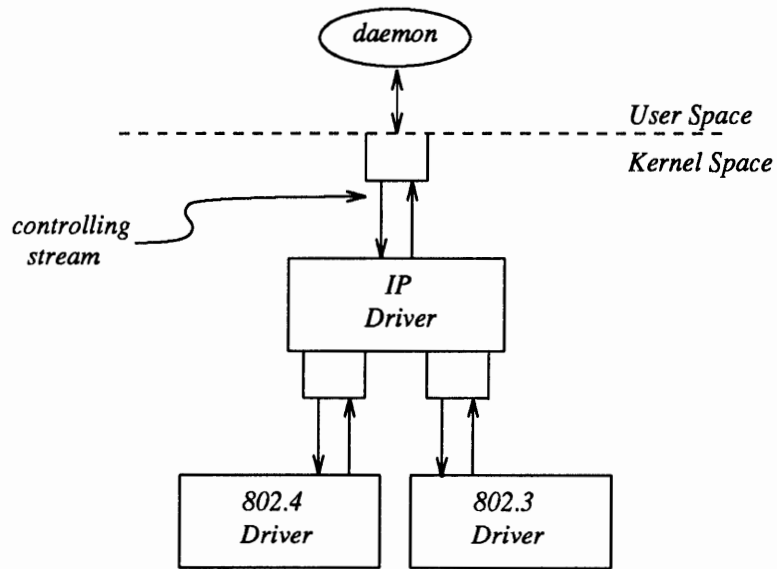 daemon
User Space
Kernel Space
controlling
stream
IP
Driver
802.4
Driver
802.3
Driver